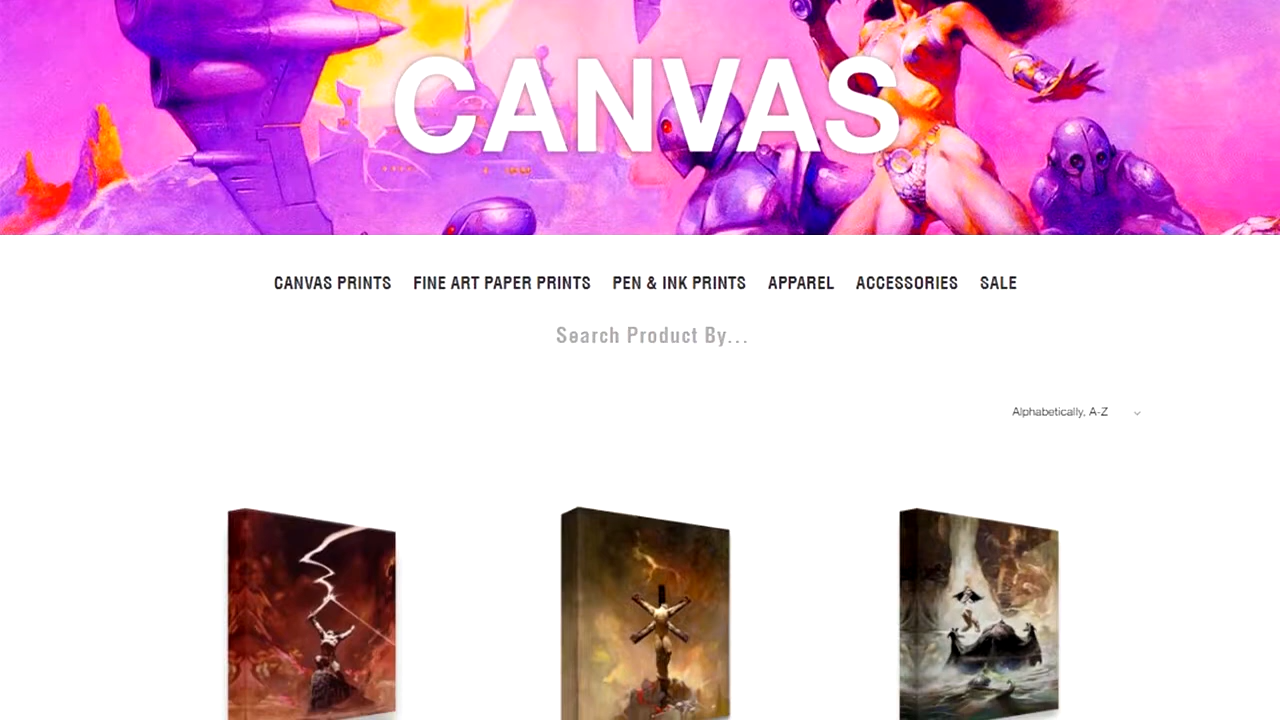 CANVAS
CANVAS PRINTS FINE ART PAPER PRINTS PEN & INK PRINTS APPAREL ACCESSORIES SALE
Search Product By...
Alphabetically, A-Z